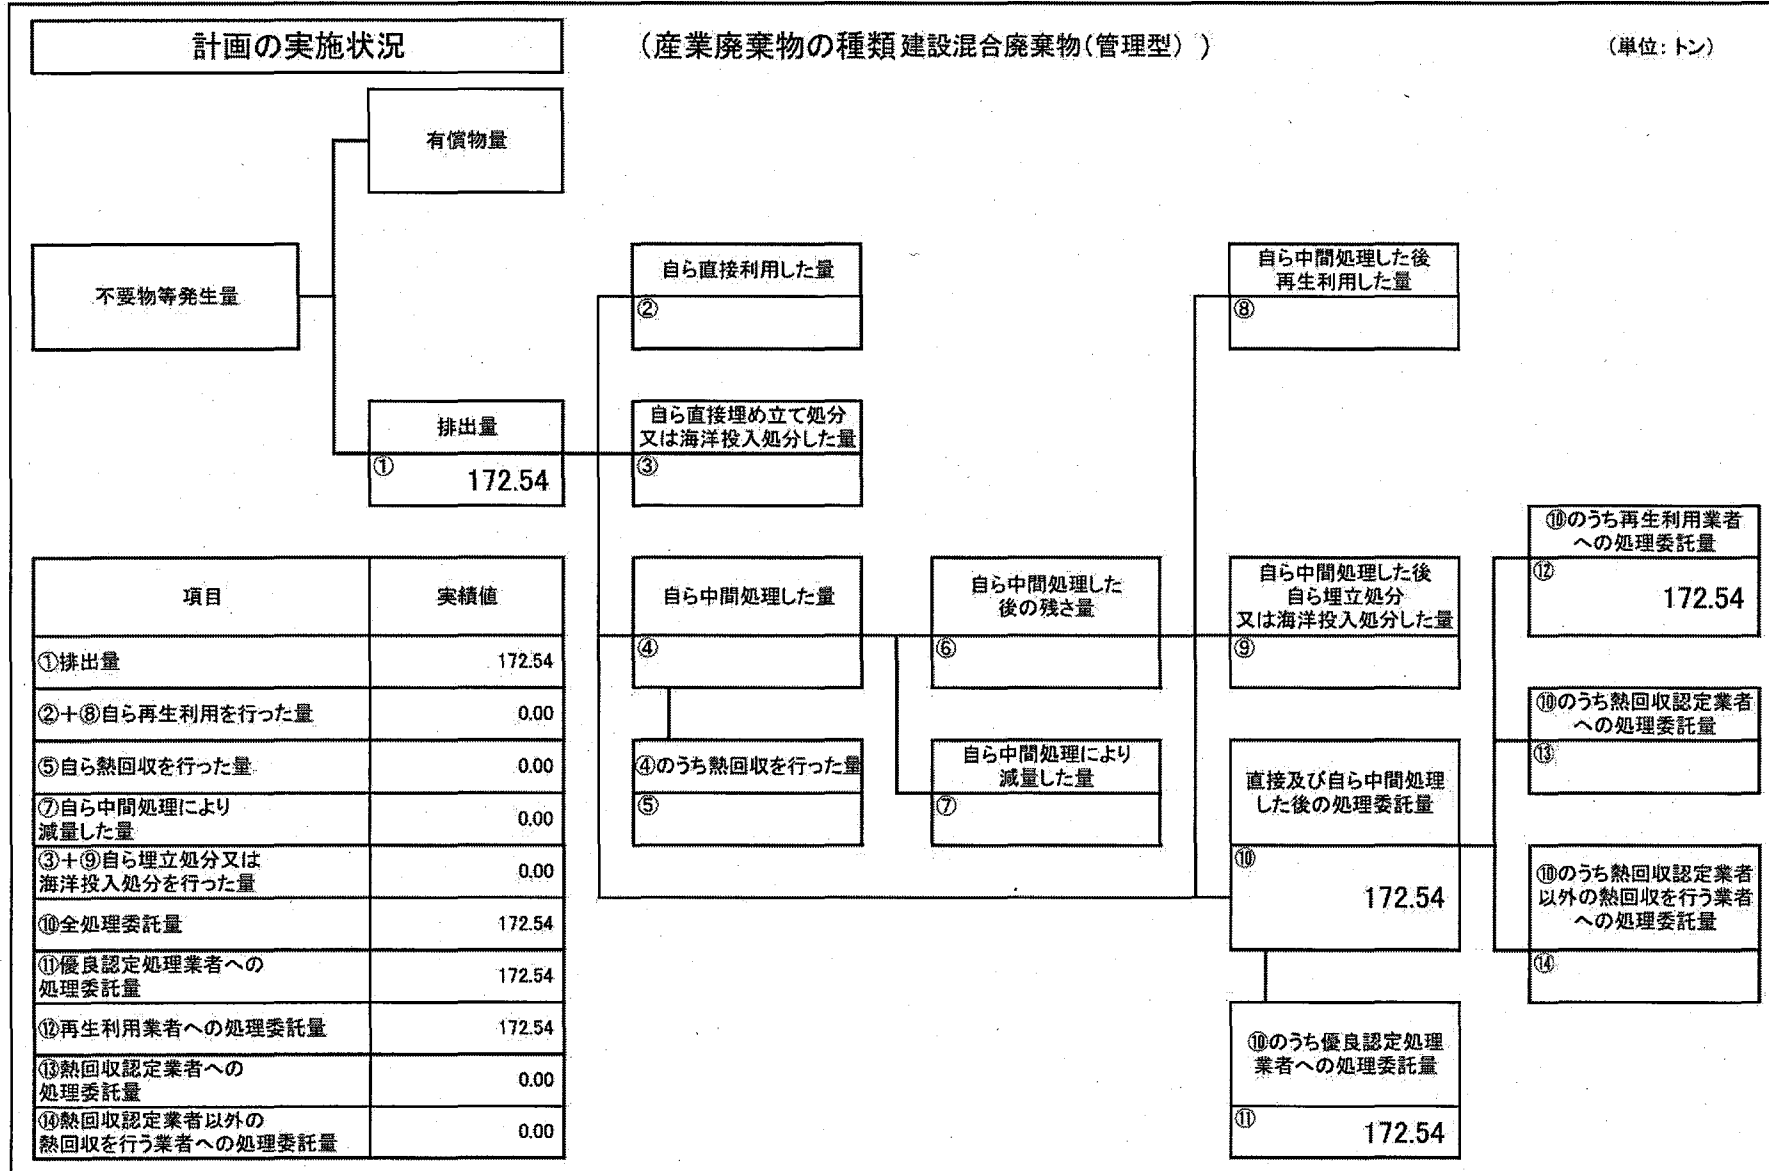 計画の実施状況
(産業廃棄物の種類 建設混合廃棄物(管理型) )
(単位:トン)
有償物量
不要物等発生量
排出量
①
172.54
自ら直接利用した量
②
自ら直接埋め立て処分
又は海洋投入処分した量
③
自ら中間処理した量
④
④のうち熱回収を行った量
⑤
自ら中間処理した
後の残さ量
⑥
自ら中間処理により
減量した量
⑦
自ら中間処理した後
再生利用した量
⑧
自ら中間処理した後
自ら埋立処分
又は海洋投入処分した量
⑨
直接及び自ら中間処理
した後の処理委託量
⑩
172.54
⑩のうち優良認定処理
業者への処理委託量
⑪
172.54
⑩のうち再生利用業者
への処理委託量
⑫
172.54
⑩のうち熱回収認定業者
への処理委託量
⑬
⑩のうち熱回収認定業者
以外の熱回収を行う業者
への処理委託量
⑭
項目 実績値
①排出量 172.54
②+⑧自ら再生利用を行った量 0.00
⑤自ら熱回収を行った量 0.00
⑦自ら中間処理により
減量した量 0.00
③+⑨自ら埋立処分又は
海洋投入処分を行った量 0.00
⑩全処理委託量 172.54
⑪優良認定処理業者への
処理委託量 172.54
⑫再生利用業者への処理委託量 172.54
⑬熱回収認定業者への
処理委託量 0.00
⑭熱回収認定業者以外の
熱回収を行う業者への処理委託量 0.00